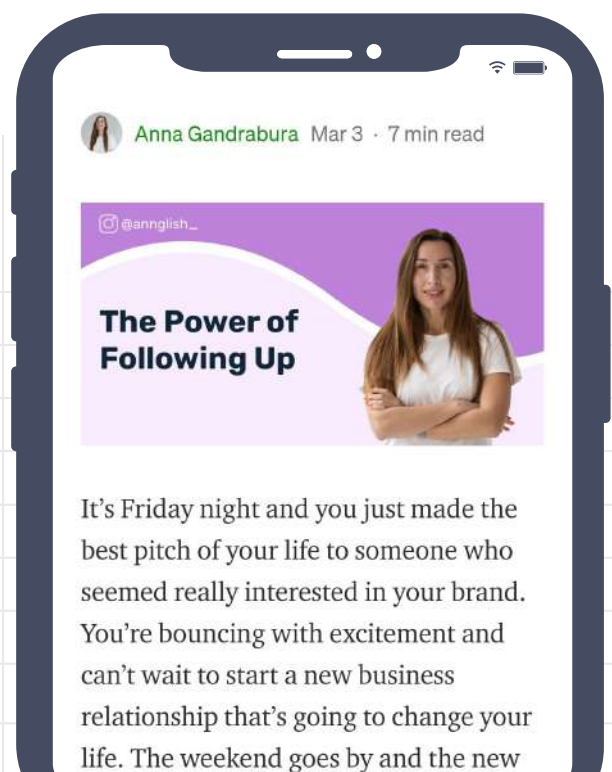 Anna Gandrabura Mar 3 · 7 min read
@annglish_
The Power of
Following Up
It’s Friday night and you just made the
best pitch of your life to someone who
seemed really interested in your brand.
You’re bouncing with excitement and
can’t wait to start a new business
relationship that’s going to change your
life. The weekend goes by and the new